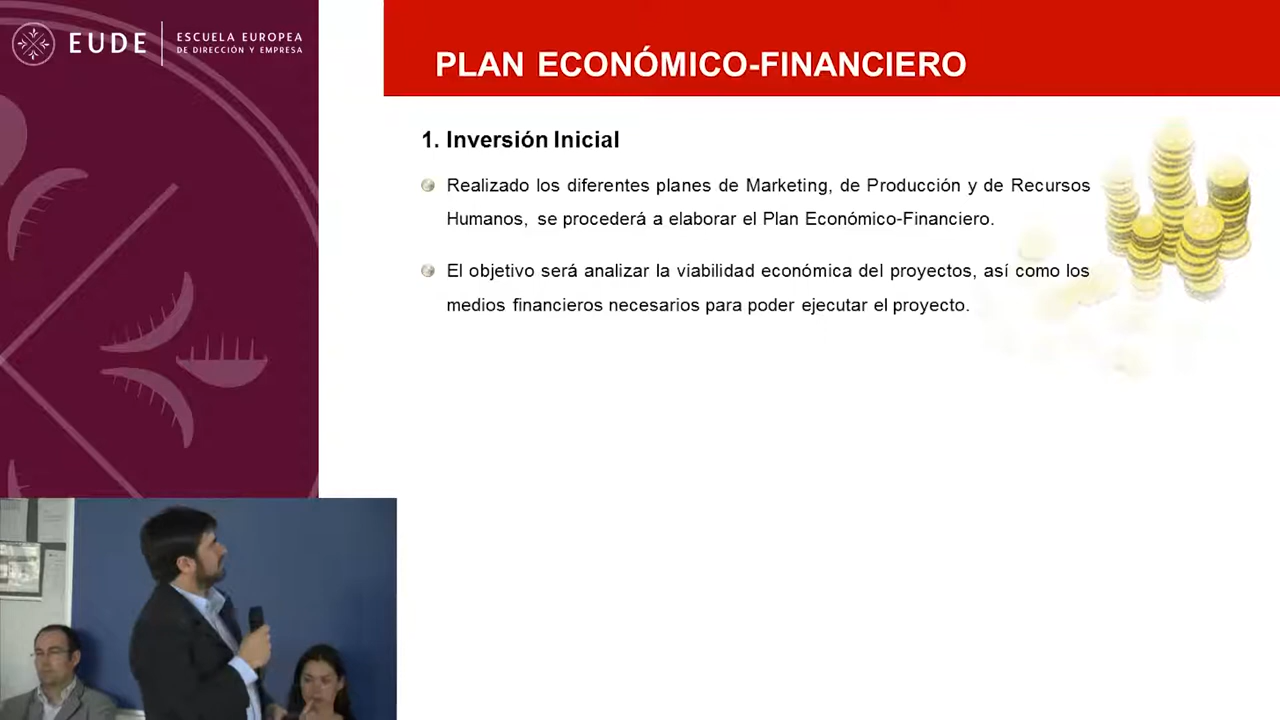 EUDE
ESCUELA EUROPEA
DE DIRECCIÓN Y EMPRESA
PLAN ECONÓMICO-FINANCIERO
1. Inversión Inicial
Realizado los diferentes planes de Marketing, de Producción y de Recursos
Humanos, se procederá a elaborar el Plan Económico-Financiero.
El objetivo será analizar la viabilidad económica del proyectos, así como los
medios financieros necesarios para poder ejecutar el proyecto.